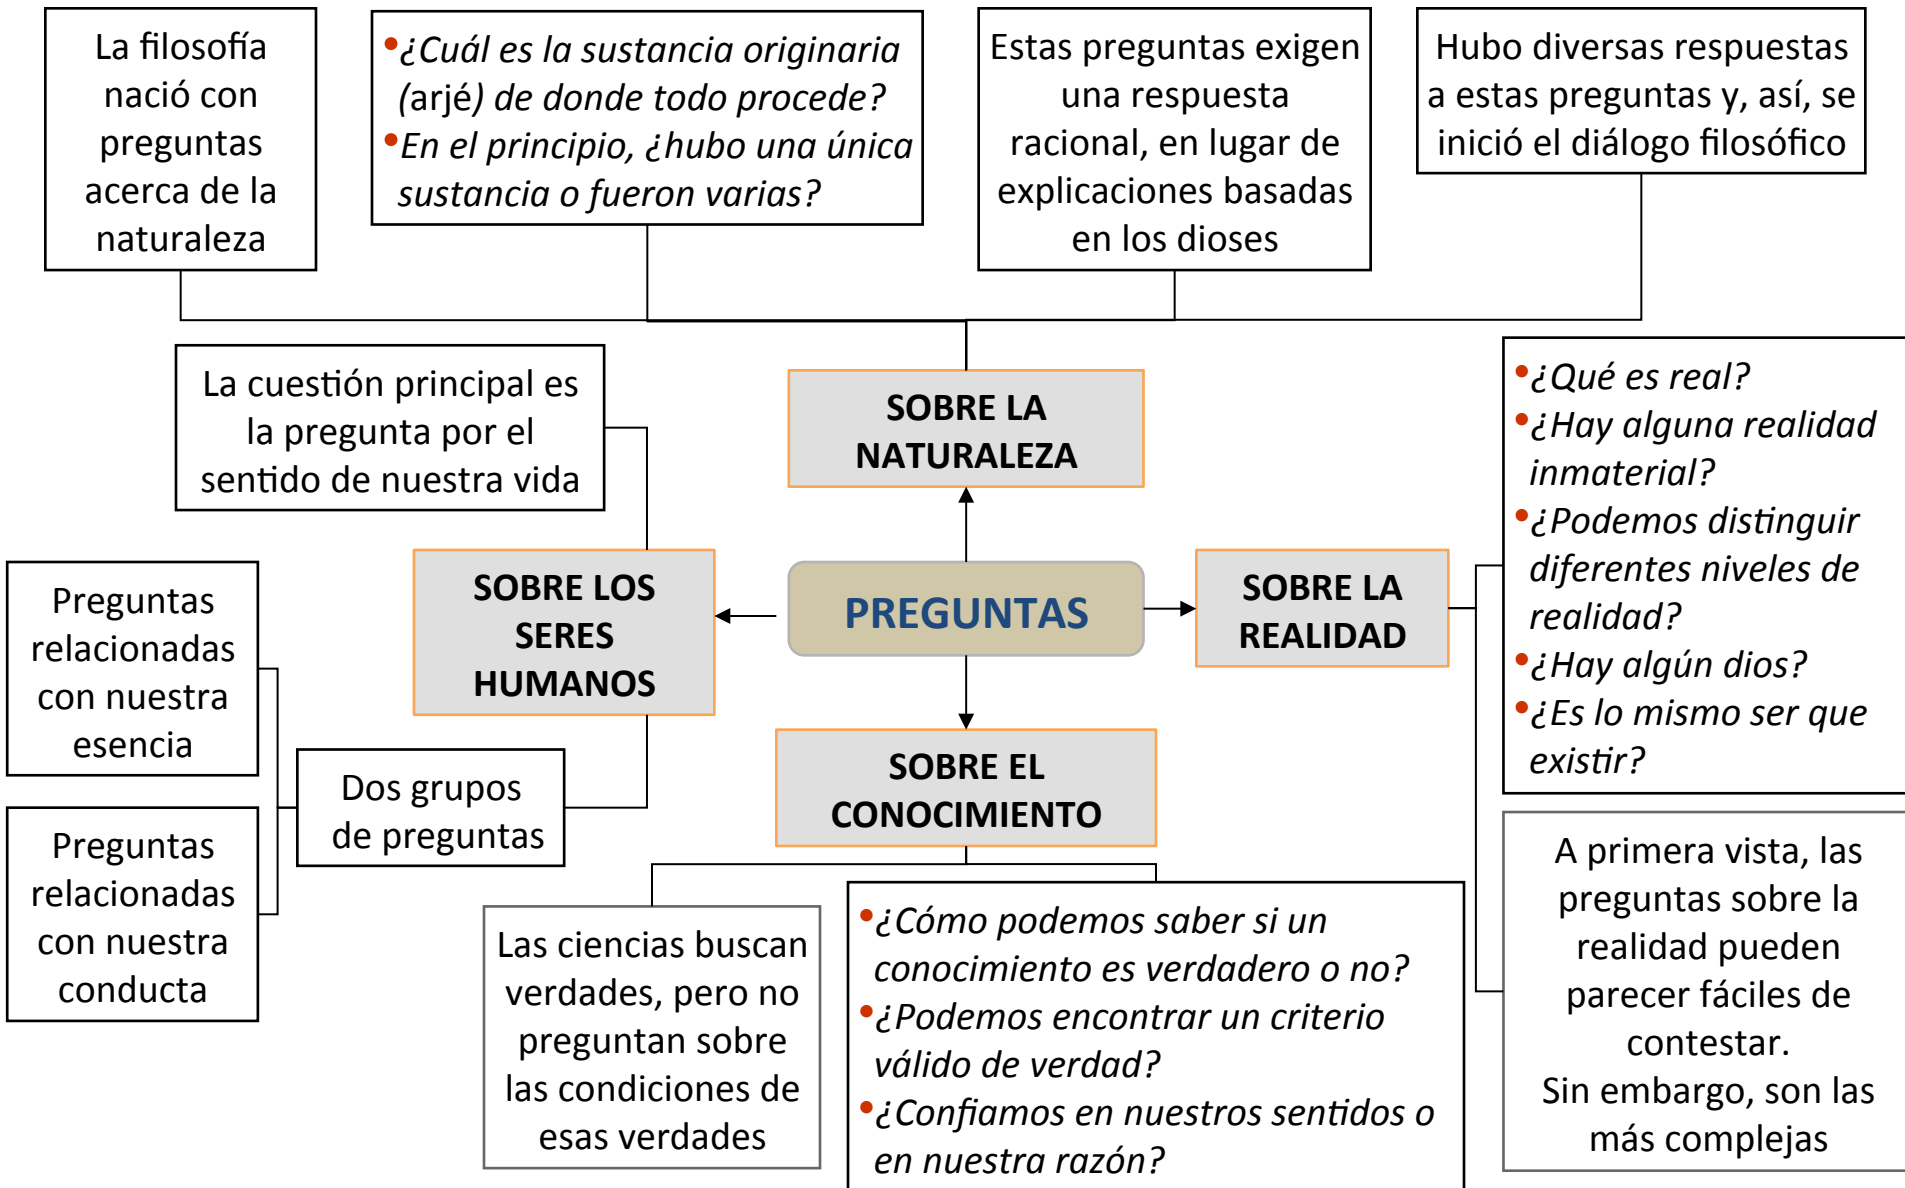 La filosofía
nació con
preguntas
acerca de la
naturaleza
•¿Cuál es la sustancia originaria
(arjé) de donde todo procede?
•En el principio, ¿hubo una única
sustancia o fueron varias?
Estas preguntas exigen
una respuesta
racional, en lugar de
explicaciones basadas
en los dioses
Hubo diversas respuestas
a estas preguntas y, así, se
inició el diálogo filosófico
La cuestión principal es
la pregunta por el
sentido de nuestra vida
SOBRE LA
NATURALEZA
•¿Qué es real?
•¿Hay alguna realidad
inmaterial?
•¿Podemos distinguir
diferentes niveles de
realidad?
•¿Hay algún dios?
•¿Es lo mismo ser que
existir?
SOBRE LOS
SERES
HUMANOS
PREGUNTAS
SOBRE LA
REALIDAD
Preguntas
relacionadas
con nuestra
esencia
Dos grupos
de preguntas
SOBRE EL
CONOCIMIENTO
Preguntas
relacionadas
con nuestra
conducta
Las ciencias buscan
verdades, pero no
preguntan sobre
las condiciones de
esas verdades
•¿Cómo podemos saber si un
conocimiento es verdadero o no?
•¿Podemos encontrar un criterio
válido de verdad?
•¿Confiamos en nuestros sentidos o
en nuestra razón?
A primera vista, las
preguntas sobre la
realidad pueden
parecer fáciles de
contestar.
Sin embargo, son las
más complejas